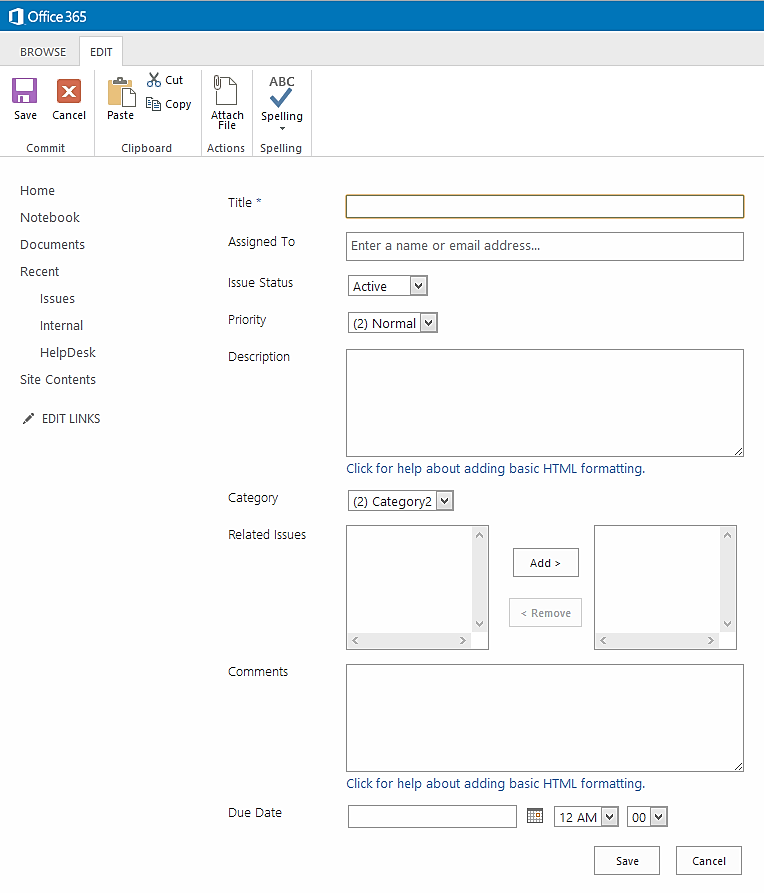 Office 365
BROWSE EDIT
Save Cancel Paste Cut Copy Attach File ABC Spelling
Commit Clipboard Actions Spelling
Home
Notebook
Documents
Recent
Issues
Internal
HelpDesk
Site Contents
EDIT LINKS
Title *
Assigned To Enter a name or email address...
Issue Status Active
Priority (2) Normal
Description
Click for help about adding basic HTML formatting.
Category (2) Category2
Related Issues
Add >
< Remove
Comments
Click for help about adding basic HTML formatting.
Due Date 12 AM 00
Save Cancel